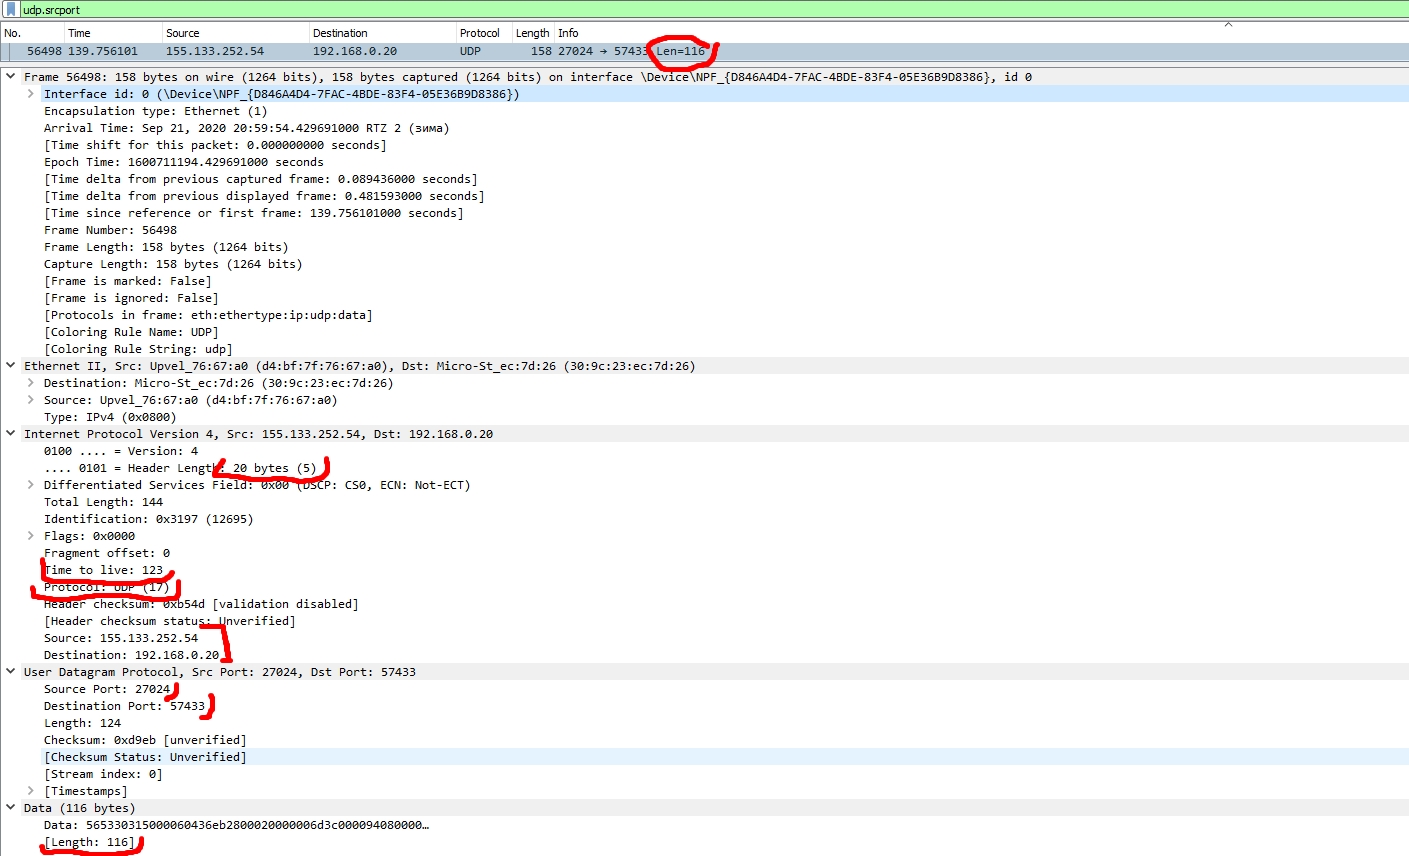 udp.srcport
No. Time Source Destination Protocol Length Info
56498 139.756101 155.133.252.54 192.168.0.20 UDP 158 27024 → 57433 Len=116
Frame 56498: 158 bytes on wire (1264 bits), 158 bytes captured (1264 bits) on interface \Device\NPF_{D846A4D4-7FAC-4BDE-83F4-05E36B9D8386}, id 0
Interface id: 0 (\Device\NPF_{D846A4D4-7FAC-4BDE-83F4-05E36B9D8386})
Encapsulation type: Ethernet (1)
Arrival Time: Sep 21, 2020 20:59:54.429691000 RTZ 2 (зима)
[Time shift for this packet: 0.000000000 seconds]
Epoch Time: 1600711194.429691000 seconds
[Time delta from previous captured frame: 0.089436000 seconds]
[Time delta from previous displayed frame: 0.481593000 seconds]
[Time since reference or first frame: 139.756101000 seconds]
Frame Number: 56498
Frame Length: 158 bytes (1264 bits)
Capture Length: 158 bytes (1264 bits)
[Frame is marked: False]
[Frame is ignored: False]
[Protocols in frame: eth:ethertype:ip:udp:data]
[Coloring Rule Name: UDP]
[Coloring Rule String: udp]
Ethernet II, Src: Upvel_76:67:a0 (d4:bf:7f:76:67:a0), Dst: Micro-St_ec:7d:26 (30:9c:23:ec:7d:26)
Destination: Micro-St_ec:7d:26 (30:9c:23:ec:7d:26)
Source: Upvel_76:67:a0 (d4:bf:7f:76:67:a0)
Type: IPv4 (0x0800)
Internet Protocol Version 4, Src: 155.133.252.54, Dst: 192.168.0.20
0100 .... = Version: 4
.... 0101 = Header Length: 20 bytes (5)
Differentiated Services Field: 0x00 (DSCP: CS0, ECN: Not-ECT)
Total Length: 144
Identification: 0x3197 (12695)
Flags: 0x0000
Fragment offset: 0
Time to live: 123
Protocol: UDP (17)
Header checksum: 0xb54d [validation disabled]
[Header checksum status: Unverified]
Source: 155.133.252.54
Destination: 192.168.0.20
User Datagram Protocol, Src Port: 27024, Dst Port: 57433
Source Port: 27024
Destination Port: 57433
Length: 124
Checksum: 0xd9eb [unverified]
[Checksum Status: Unverified]
[Stream index: 0]
[Timestamps]
Data (116 bytes)
Data: 565330315000060436eb2800020000006d3c000094080000…
[Length: 116]